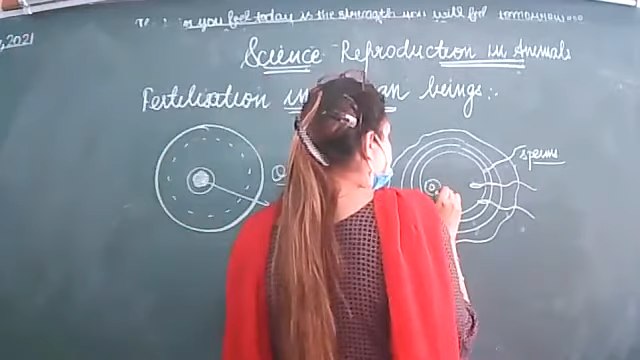 you feel today is the strength you will feel tomorrow...
2021
Science Reproduction in Animals
Fertilisation in an beings:
sperms